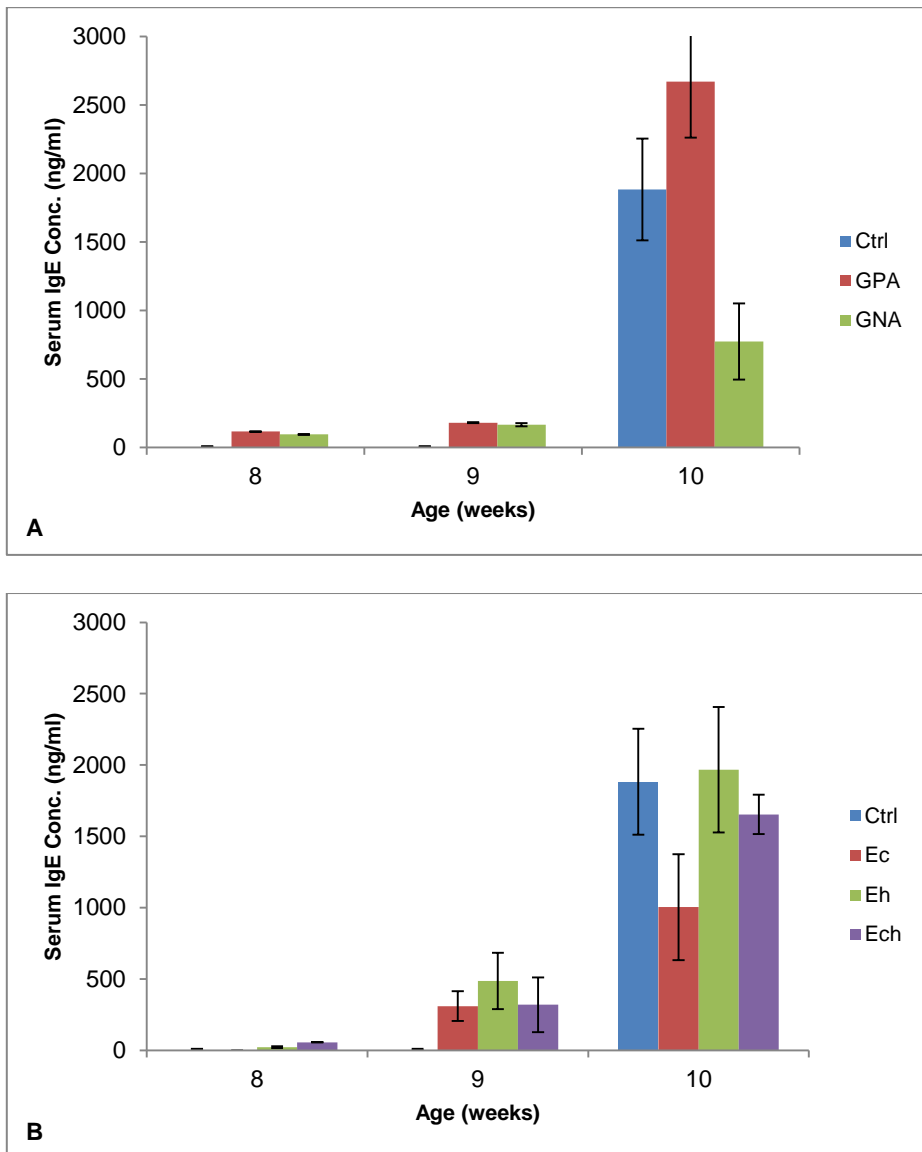 3000
2500
2000
1500
1000
500
0
Serum IgE Conc. (ng/ml)
8 9 10
Age (weeks)
Ctrl
GPA
GNA
A
3000
2500
2000
1500
1000
500
0
Serum IgE Conc. (ng/ml)
8 9 10
Age (weeks)
Ctrl
Ec
Eh
Ech
B